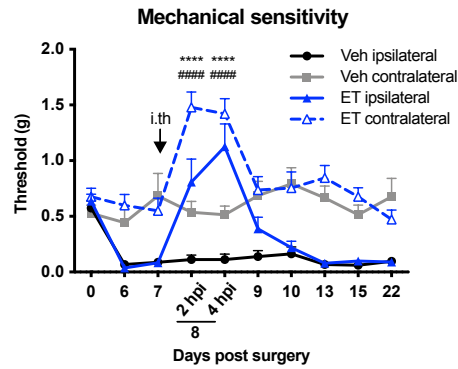 Mechanical sensitivity
2.0
1.5
1.0
0.5
0.0
Threshold (g)
**** ****
#### ####
i.th
Veh ipsilateral
Veh contralateral
ET ipsilateral
ET contralateral
0 6 7 2 hpi 4 hpi 9 10 13 15 22
8
Days post surgery